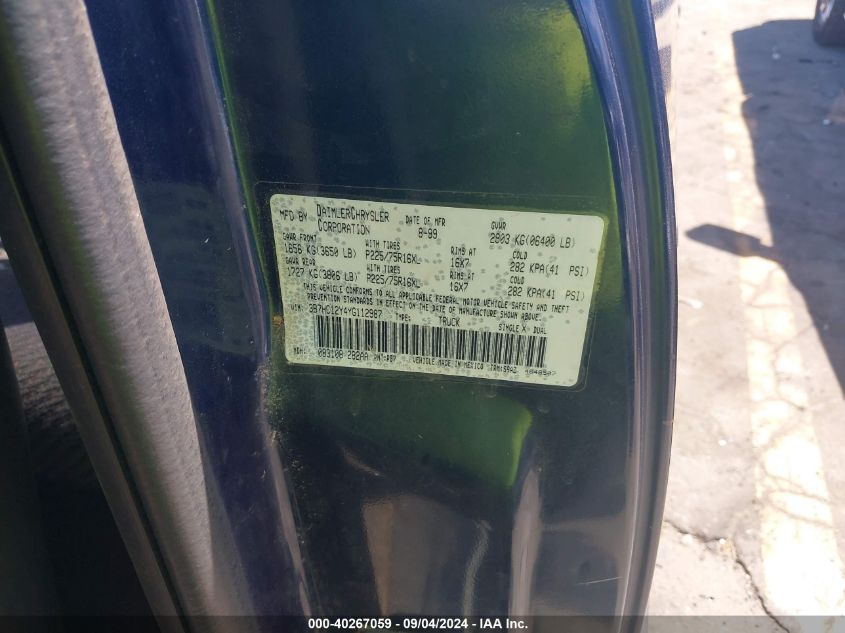 MFD BY DAIMLERCHRYSLER CORPORATION DATE OF MFR 8-99 GVWR 2903 KG(06400 LB)
GAWR FRONT 1656 KG(3650 LB) WITH TIRES P225/75R16XL RIMS AT 16X7 COLD 282 KPA(41 PSI)
GAWR REAR 1727 KG(3806 LB) WITH TIRES P225/75R16XL RIMS AT 16X7 COLD 282 KPA(41 PSI)
THIS VEHICLE CONFORMS TO ALL APPLICABLE FEDERAL MOTOR VEHICLE SAFETY AND THEFT
PREVENTION STANDARDS IN EFFECT ON THE DATE OF MANUFACTURE SHOWN ABOVE.
VIN: 3B7HC12Y4YG112987 TYPE: TRUCK SINGLE X DUAL
MDH: VEHICLE MADE IN MEXICO
000-40267059 - 09/04/2024 - IAA Inc.